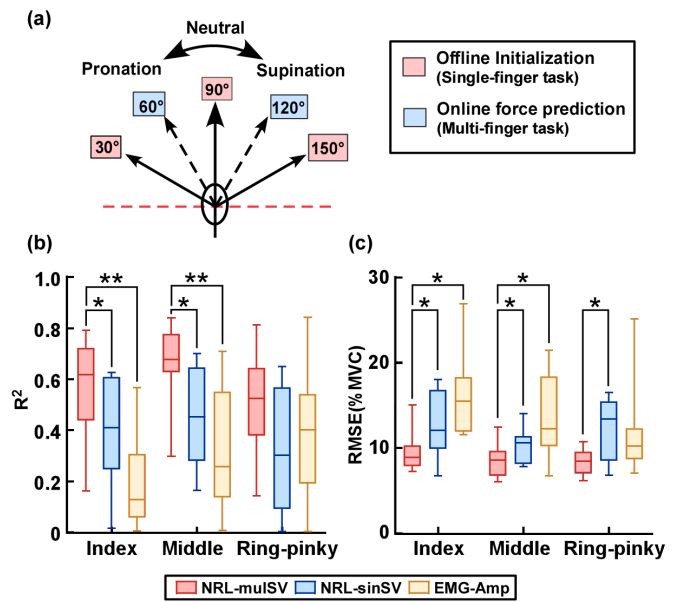 (a)
Neutral
Pronation
Supination
90°
60°
120°
30°
150°
Offline Initialization
(Single-finger task)
Online force prediction
(Multi-finger task)
(b)
R²
1.0
0.8
0.6
0.4
0.2
0
**
*
**
*
Index
Middle
Ring-pinky
(c)
RMSE(% MVC)
30
20
10
0
*
*
*
*
*
Index
Middle
Ring-pinky
NRL-mulSV
NRL-sinSV
EMG-Amp